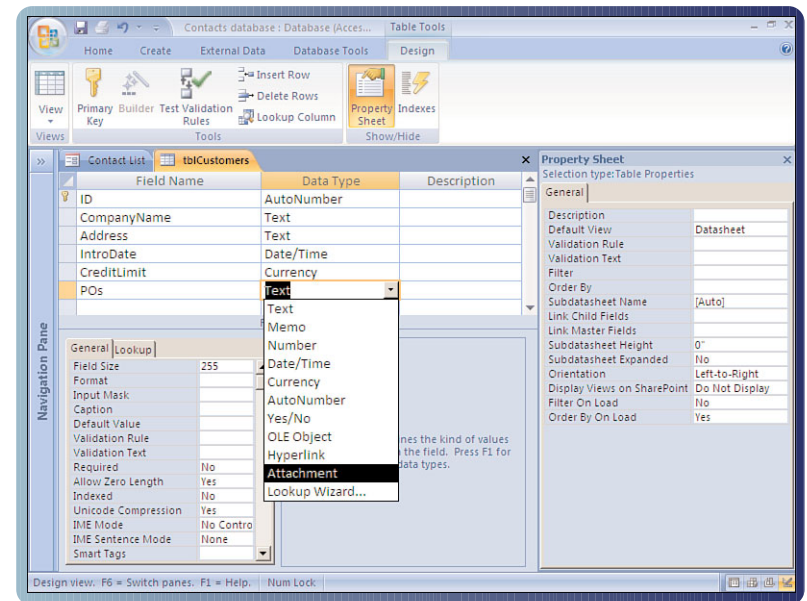 Contacts database : Database (Acces...
Table Tools
Home Create External Data Database Tools Design
View
Primary Key
Builder
Test Validation Rules
Insert Row
Delete Rows
Lookup Column
Property Sheet
Indexes
Views
Tools
Show/Hide
Contact List
tblCustomers
Field Name Data Type Description
ID AutoNumber
CompanyName Text
Address Text
IntroDate Date/Time
CreditLimit Currency
POs Text
Text
Memo
Number
Date/Time
Currency
AutoNumber
Yes/No
OLE Object
Hyperlink
Attachment
Lookup Wizard...
Navigation Pane
General Lookup
Field Size 255
Format
Input Mask
Caption
Default Value
Validation Rule
Validation Text
Required No
Allow Zero Length Yes
Indexed No
Unicode Compression Yes
IME Mode No Contro
IME Sentence Mode None
Smart Tags
nes the kind of values
the field. Press F1 for
data types.
Property Sheet
Selection type:Table Properties
General
Description
Default View Datasheet
Validation Rule
Validation Text
Filter
Order By
Subdatasheet Name [Auto]
Link Child Fields
Link Master Fields
Subdatasheet Height 0"
Subdatasheet Expanded No
Orientation Left-to-Right
Display Views on SharePoint Do Not Display
Filter On Load No
Order By On Load Yes
Design view. F6 = Switch panes. F1 = Help. Num Lock